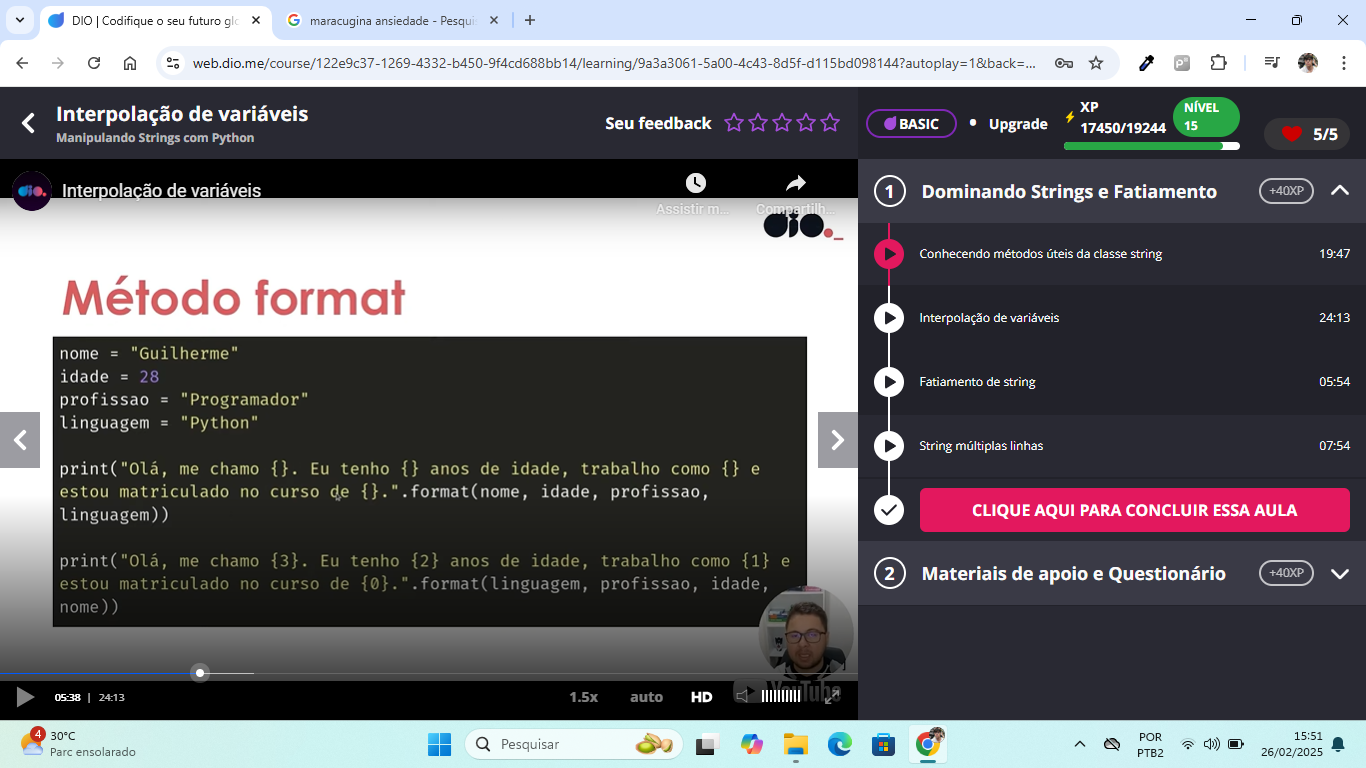 DIO | Codifique o seu futuro glo
maracugina ansiedade - Pesquis
web.dio.me/course/122e9c37-1269-4332-b450-9f4cd688bb14/learning/9a3a3061-5a00-4c43-8d5f-d115bd098144?autoplay=1&back=...
Interpolação de variáveis
Manipulando Strings com Python
Seu feedback
BASIC
Upgrade
XP
17450/19244
NÍVEL
15
5/5
dio.
Interpolação de variáveis
Assistir m...
Compartilh...
dio._
Método format
nome = "Guilherme"
idade = 28
profissao = "Programador"
linguagem = "Python"
print("Olá, me chamo {}. Eu tenho {} anos de idade, trabalho como {} e
estou matriculado no curso de {}.".format(nome, idade, profissao,
linguagem))
print("Olá, me chamo {3}. Eu tenho {2} anos de idade, trabalho como {1} e
estou matriculado no curso de {0}.".format(linguagem, profissao, idade,
nome))
YouTube
05:38 | 24:13
1.5x
auto
HD
1 Dominando Strings e Fatiamento +40XP
Conhecendo métodos úteis da classe string 19:47
Interpolação de variáveis 24:13
Fatiamento de string 05:54
String múltiplas linhas 07:54
CLIQUE AQUI PARA CONCLUIR ESSA AULA
2 Materiais de apoio e Questionário +40XP
4
30°C
Parc ensolarado
Pesquisar
POR
PTB2
15:51
26/02/2025